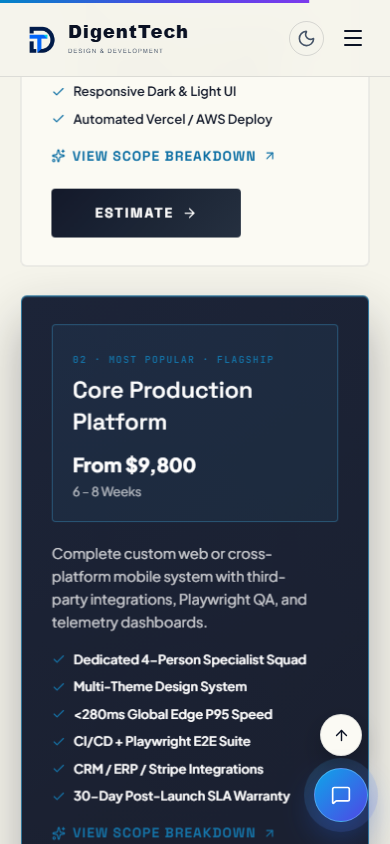 DigentTech
DESIGN & DEVELOPMENT
Responsive Dark & Light UI
Automated Vercel / AWS Deploy
VIEW SCOPE BREAKDOWN
ESTIMATE →
02 · MOST POPULAR · FLAGSHIP
Core Production
Platform
From $9,800
6–8 Weeks
Complete custom web or cross-
platform mobile system with third-
party integrations, Playwright QA, and
telemetry dashboards.
Dedicated 4–Person Specialist Squad
Multi-Theme Design System
<280ms Global Edge P95 Speed
CI/CD + Playwright E2E Suite
CRM / ERP / Stripe Integrations
30-Day Post-Launch SLA Warranty
VIEW SCOPE BREAKDOWN